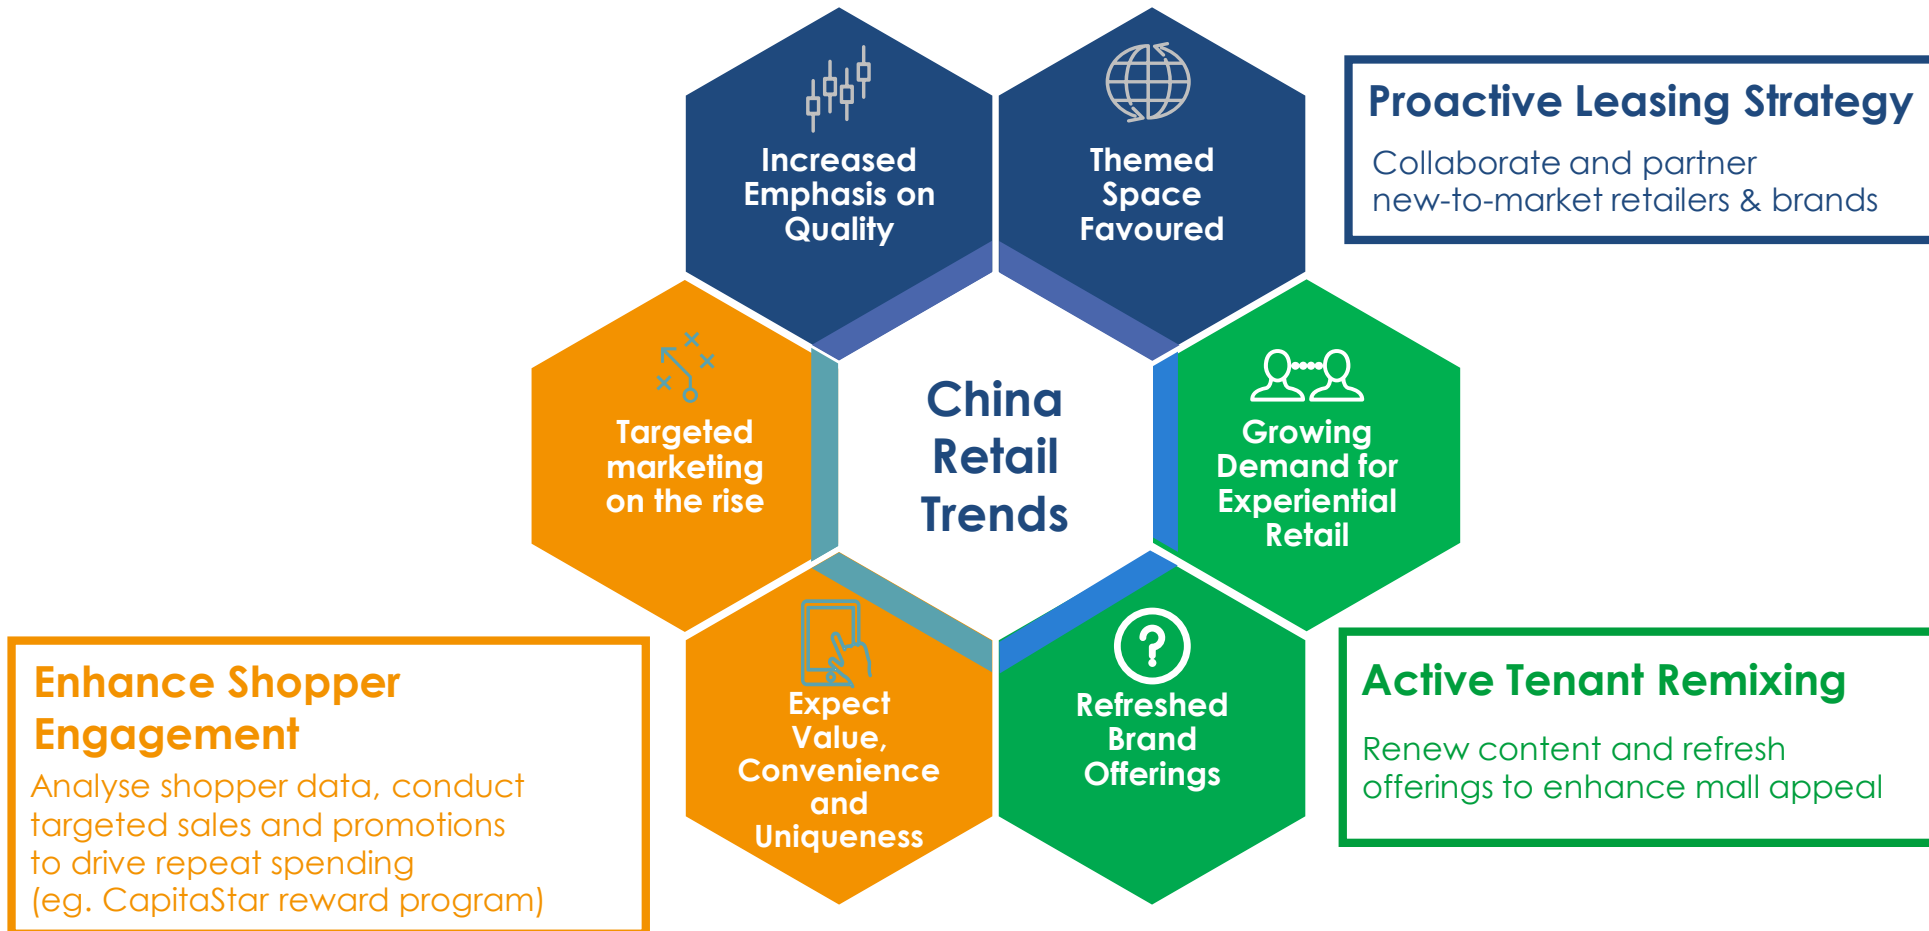 Increased
Emphasis on
Quality
Themed
Space
Favoured
Proactive Leasing Strategy
Collaborate and partner
new-to-market retailers & brands
Targeted
marketing
on the rise
China
Retail
Trends
Growing
Demand for
Experiential
Retail
Enhance Shopper
Engagement
Analyse shopper data, conduct
targeted sales and promotions
to drive repeat spending
(eg. CapitaStar reward program)
Expect
Value,
Convenience
and
Uniqueness
?
Refreshed
Brand
Offerings
Active Tenant Remixing
Renew content and refresh
offerings to enhance mall appeal